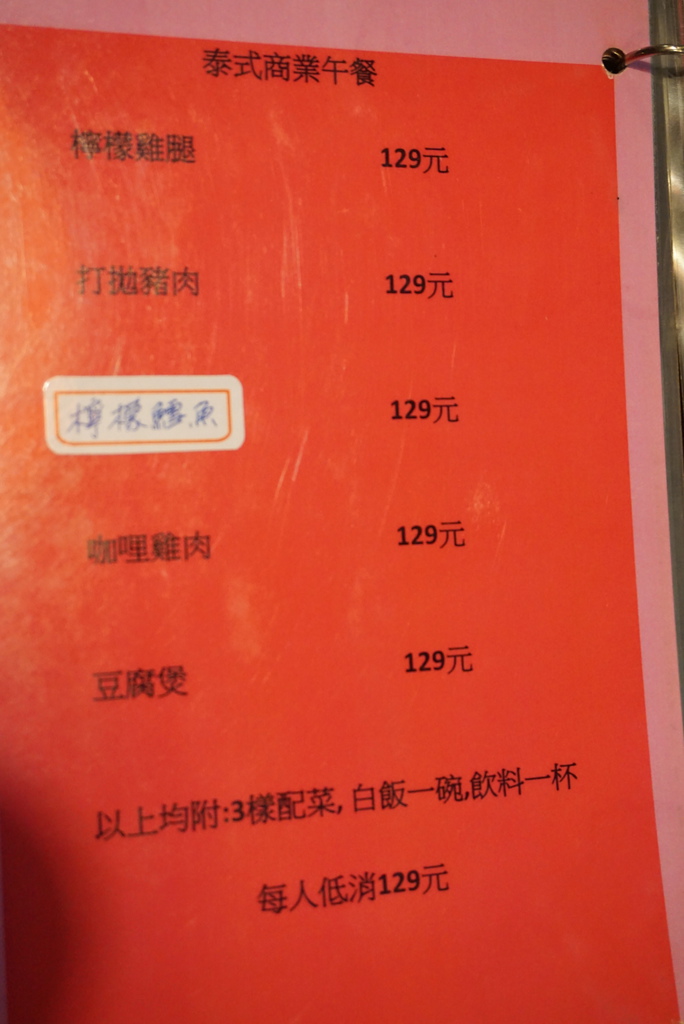 泰式商業午餐
檸檬雞腿 129元
打拋豬肉 129元
檸檬鱈魚 129元
咖哩雞肉 129元
豆腐煲 129元
以上均附:3樣配菜, 白飯一碗,飲料一杯
每人低消129元